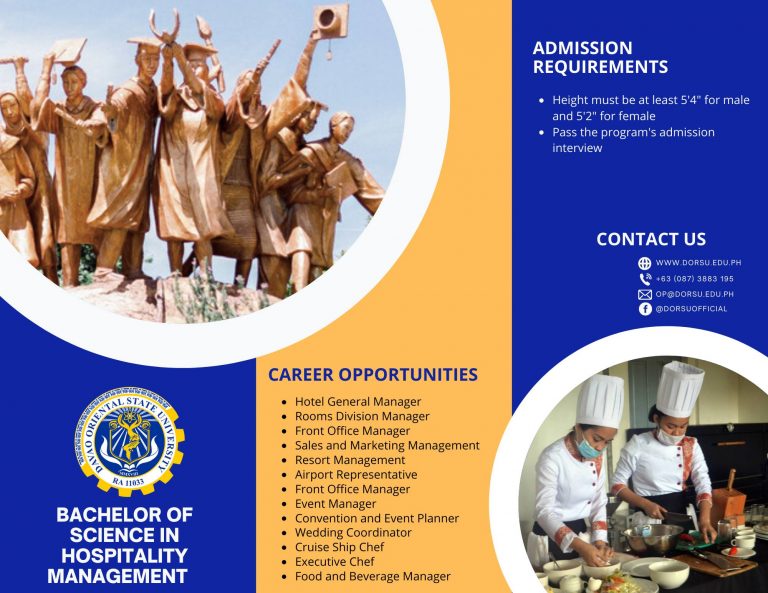 DAVAO ORIENTAL STATE UNIVERSITY
RA 11033
BACHELOR OF
SCIENCE IN
HOSPITALITY
MANAGEMENT
CAREER OPPORTUNITIES
• Hotel General Manager
• Rooms Division Manager
• Front Office Manager
• Sales and Marketing Management
• Resort Management
• Airport Representative
• Front Office Manager
• Event Manager
• Convention and Event Planner
• Wedding Coordinator
• Cruise Ship Chef
• Executive Chef
• Food and Beverage Manager
ADMISSION
REQUIREMENTS
• Height must be at least 5'4" for male
and 5'2" for female
• Pass the program's admission
interview
CONTACT US
WWW.DORSU.EDU.PH
+63 (087) 3883 195
OP@DORSU.EDU.PH
@DORSUOFFICIAL